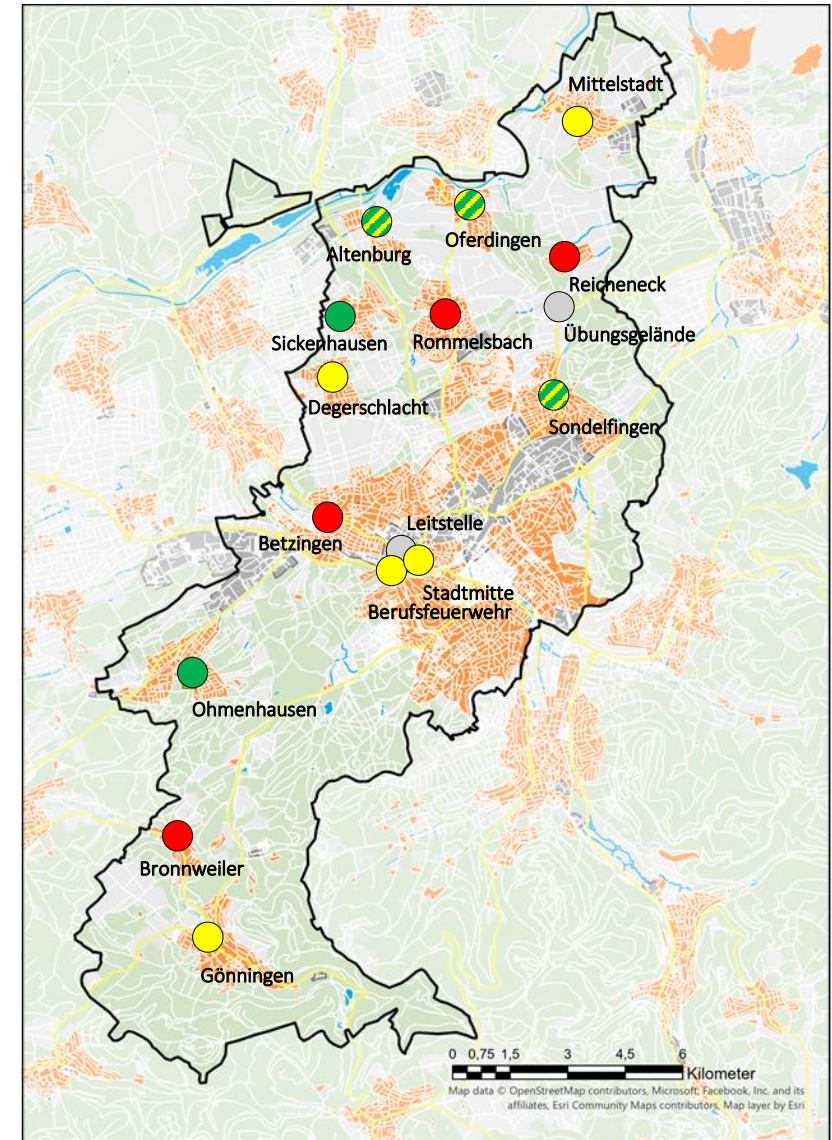 Mittelstadt
Oferdingen
Altenburg
Reicheneck
Übungsgelände
Sickenhausen
Rommelsbach
Degerschlacht
Sondelfingen
Leitstelle
Betzingen
Stadtmitte
Berufsfeuerwehr
Ohmenhausen
Bronnweiler
Gönningen
0 0,75 1,5 3 4,5 6
Kilometer
Map data © OpenStreetMap contributors, Microsoft, Facebook, Inc. and its
affiliates, Esri Community Maps contributors, Map layer by Esri